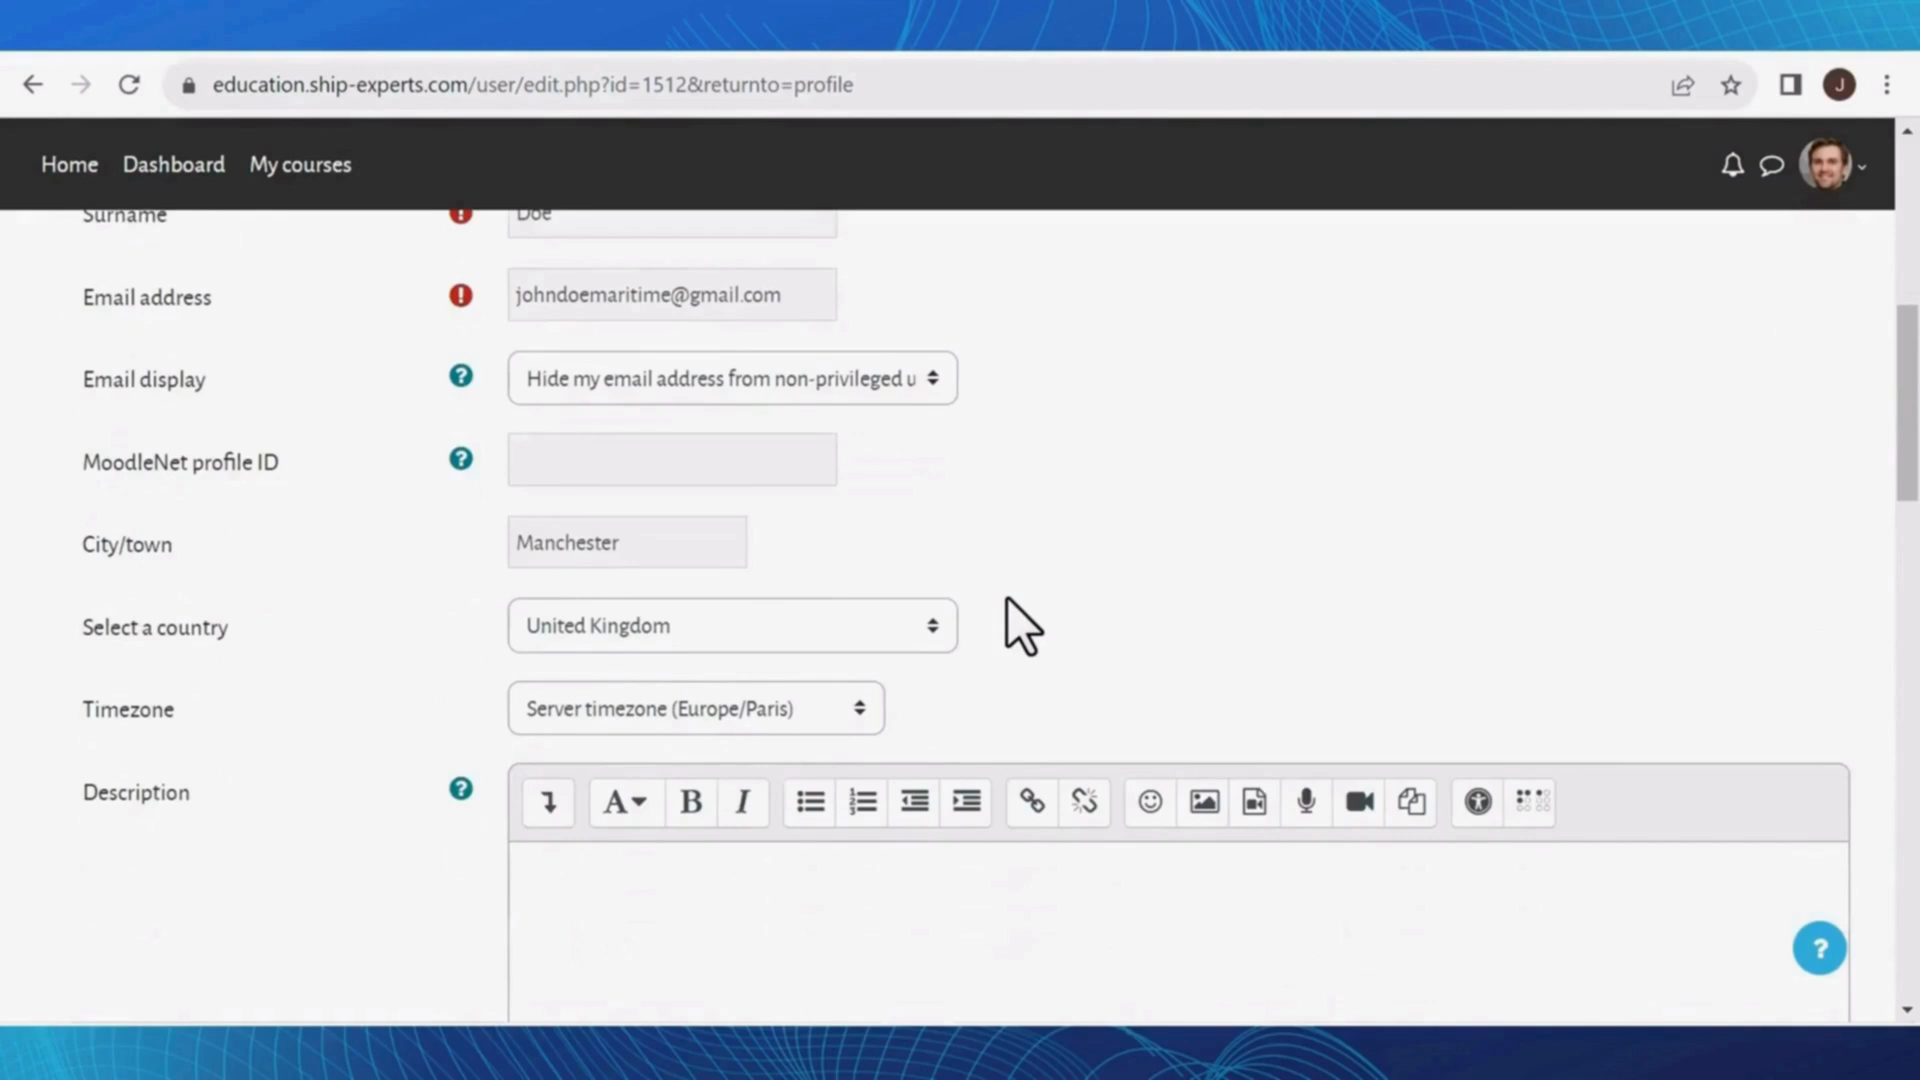 education.ship-experts.com/user/edit.php?id=1512&returnto=profile
J
Home Dashboard My courses
Surname Doe
Email address johndoemaritime@gmail.com
Email display Hide my email address from non-privileged u
MoodleNet profile ID
City/town Manchester
Select a country United Kingdom
Timezone Server timezone (Europe/Paris)
Description
A B I
?